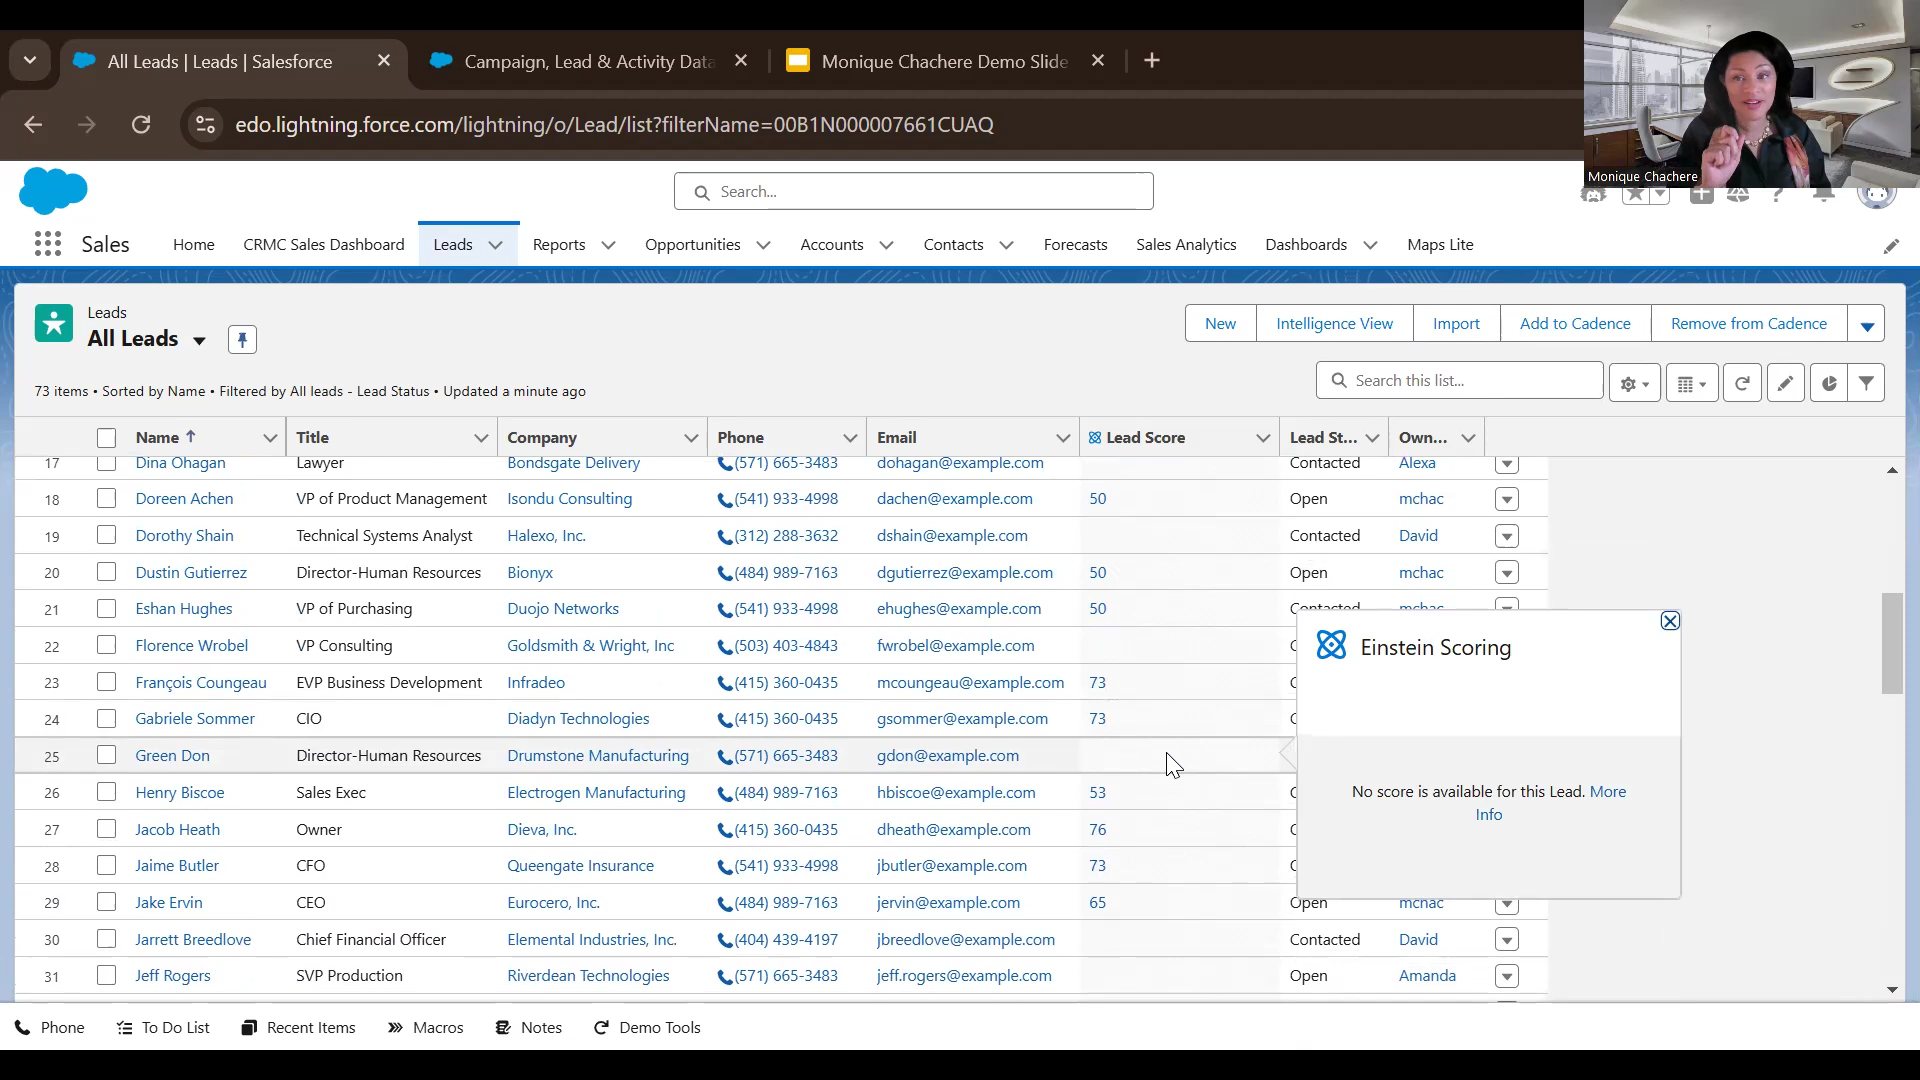 All Leads | Leads | Salesforce
Campaign, Lead & Activity Data
Monique Chachere Demo Slide
edo.lightning.force.com/lightning/o/Lead/list?filterName=00B1N000007661CUAQ
Monique Chachere
Search...
Sales Home CRMC Sales Dashboard Leads Reports Opportunities Accounts Contacts Forecasts Sales Analytics Dashboards Maps Lite
Leads
All Leads
New Intelligence View Import Add to Cadence Remove from Cadence
73 items • Sorted by Name • Filtered by All leads - Lead Status • Updated a minute ago
Search this list...
Name Title Company Phone Email Lead Score Lead St... Own...
17 Dina Ohagan Lawyer Bondsgate Delivery (571) 665-3483 dohagan@example.com Contacted Alexa
18 Doreen Achen VP of Product Management Isondu Consulting (541) 933-4998 dachen@example.com 50 Open mchac
19 Dorothy Shain Technical Systems Analyst Halexo, Inc. (312) 288-3632 dshain@example.com Contacted David
20 Dustin Gutierrez Director-Human Resources Bionyx (484) 989-7163 dgutierrez@example.com 50 Open mchac
21 Eshan Hughes VP of Purchasing Duojo Networks (541) 933-4998 ehughes@example.com 50 Contacted mchac
22 Florence Wrobel VP Consulting Goldsmith & Wright, Inc (503) 403-4843 fwrobel@example.com
23 François Coungeau EVP Business Development Infradeo (415) 360-0435 mcoungeau@example.com 73
24 Gabriele Sommer CIO Diadyn Technologies (415) 360-0435 gsommer@example.com 73
25 Green Don Director-Human Resources Drumstone Manufacturing (571) 665-3483 gdon@example.com
26 Henry Biscoe Sales Exec Electrogen Manufacturing (484) 989-7163 hbiscoe@example.com 53
27 Jacob Heath Owner Dieva, Inc. (415) 360-0435 dheath@example.com 76
28 Jaime Butler CFO Queengate Insurance (541) 933-4998 jbutler@example.com 73
29 Jake Ervin CEO Eurocero, Inc. (484) 989-7163 jervin@example.com 65 Open mchac
30 Jarrett Breedlove Chief Financial Officer Elemental Industries, Inc. (404) 439-4197 jbreedlove@example.com Contacted David
31 Jeff Rogers SVP Production Riverdean Technologies (571) 665-3483 jeff.rogers@example.com Open Amanda
Einstein Scoring
No score is available for this Lead. More
Info
Phone To Do List Recent Items Macros Notes Demo Tools